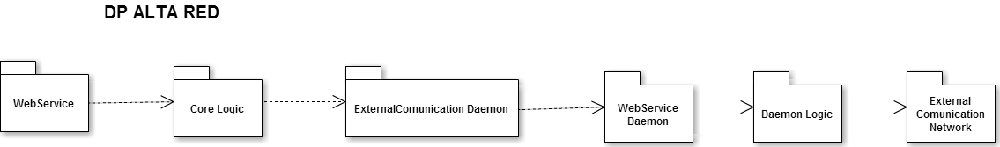 DP ALTA RED
WebService
Core Logic
ExternalComunication Daemon
WebService
Daemon
Daemon Logic
External
Comunication
Network